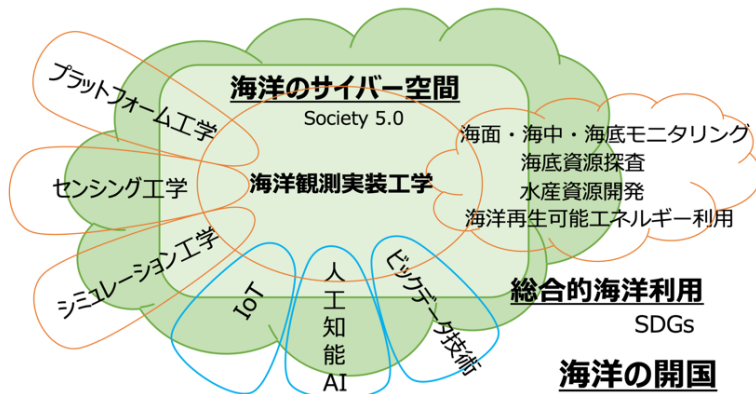 海洋のサイバー空間
Society 5.0
プラットフォーム工学
センシング工学
シミュレーション工学
海洋観測実装工学
海面・海中・海底モニタリング
海底資源探査
水産資源開発
海洋再生可能エネルギー利用
IoT
人工知能AI
ビックデータ技術
総合的海洋利用
SDGs
海洋の開国